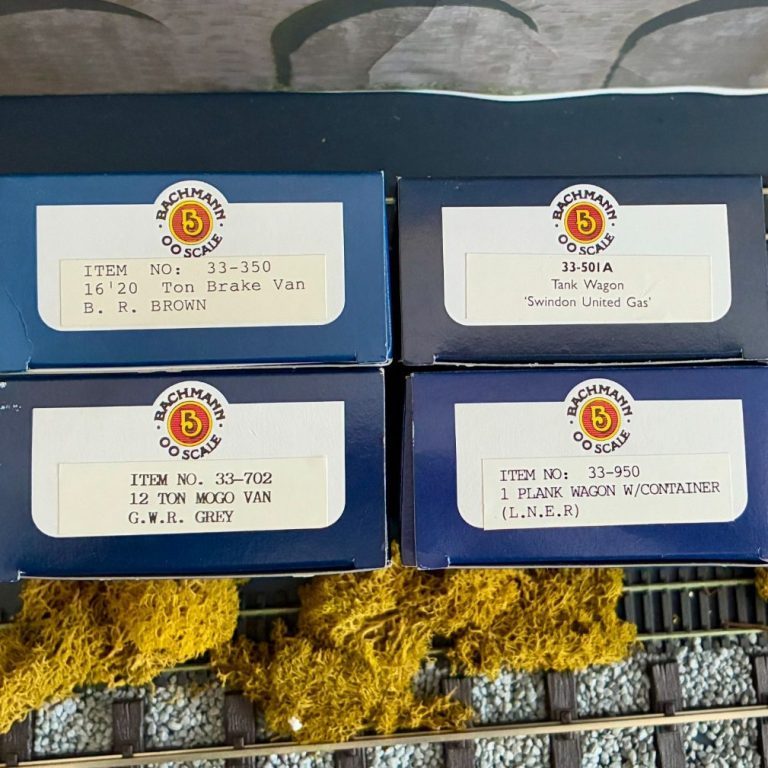 BACHMANN
OO SCALE
ITEM NO: 33-350
16'20 Ton Brake Van
B. R. BROWN
BACHMANN
OO SCALE
33-501A
Tank Wagon
'Swindon United Gas'
BACHMANN
OO SCALE
ITEM NO. 33-702
12 TON MOGO VAN
G.W.R. GREY
BACHMANN
OO SCALE
ITEM NO: 33-950
1 PLANK WAGON W/CONTAINER
(L.N.E.R)